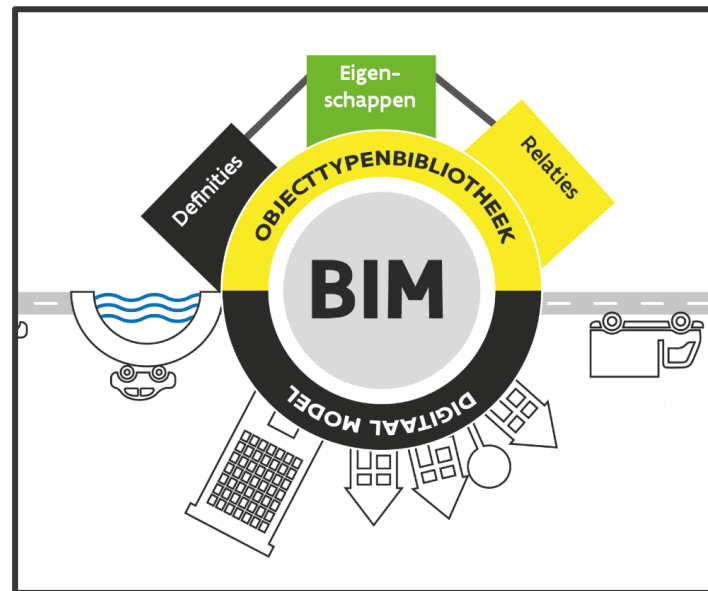 Eigen-
schappen
Definities
Relaties
OBJECTTYPENBIBLIOTHEEK
BIM
DIGITAAL MODEL